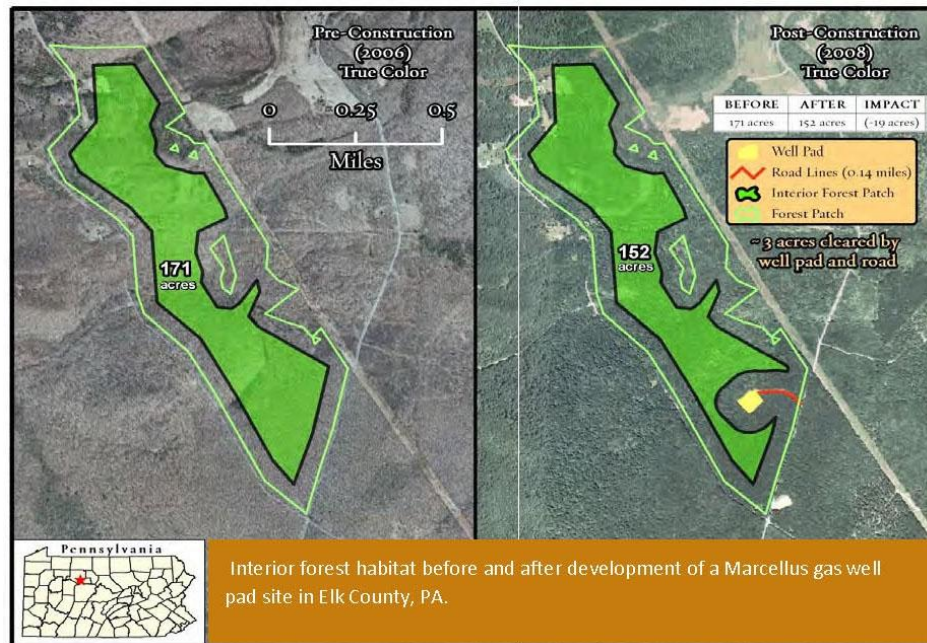 Pre-Construction
(2006)
True Color
0 0.25 0.5
Miles
171
acres
Post-Construction
(2008)
True Color
BEFORE AFTER IMPACT
171 acres 152 acres (-19 acres)
Well Pad
Road Lines (0.14 miles)
Interior Forest Patch
Forest Patch
~ 3 acres cleared by
well pad and road
152
acres
Pennsylvania
Interior forest habitat before and after development of a Marcellus gas well
pad site in Elk County, PA.